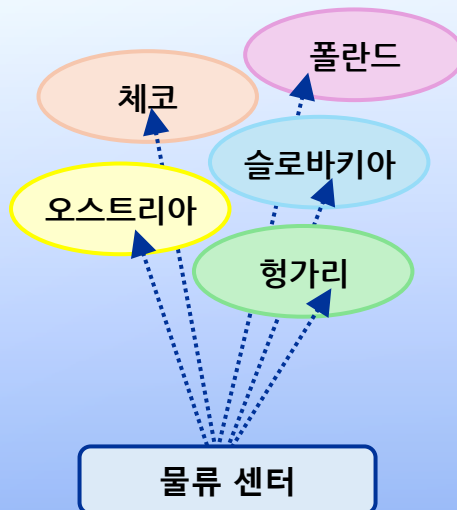 폴란드
체코
슬로바키아
오스트리아
헝가리
물류 센터